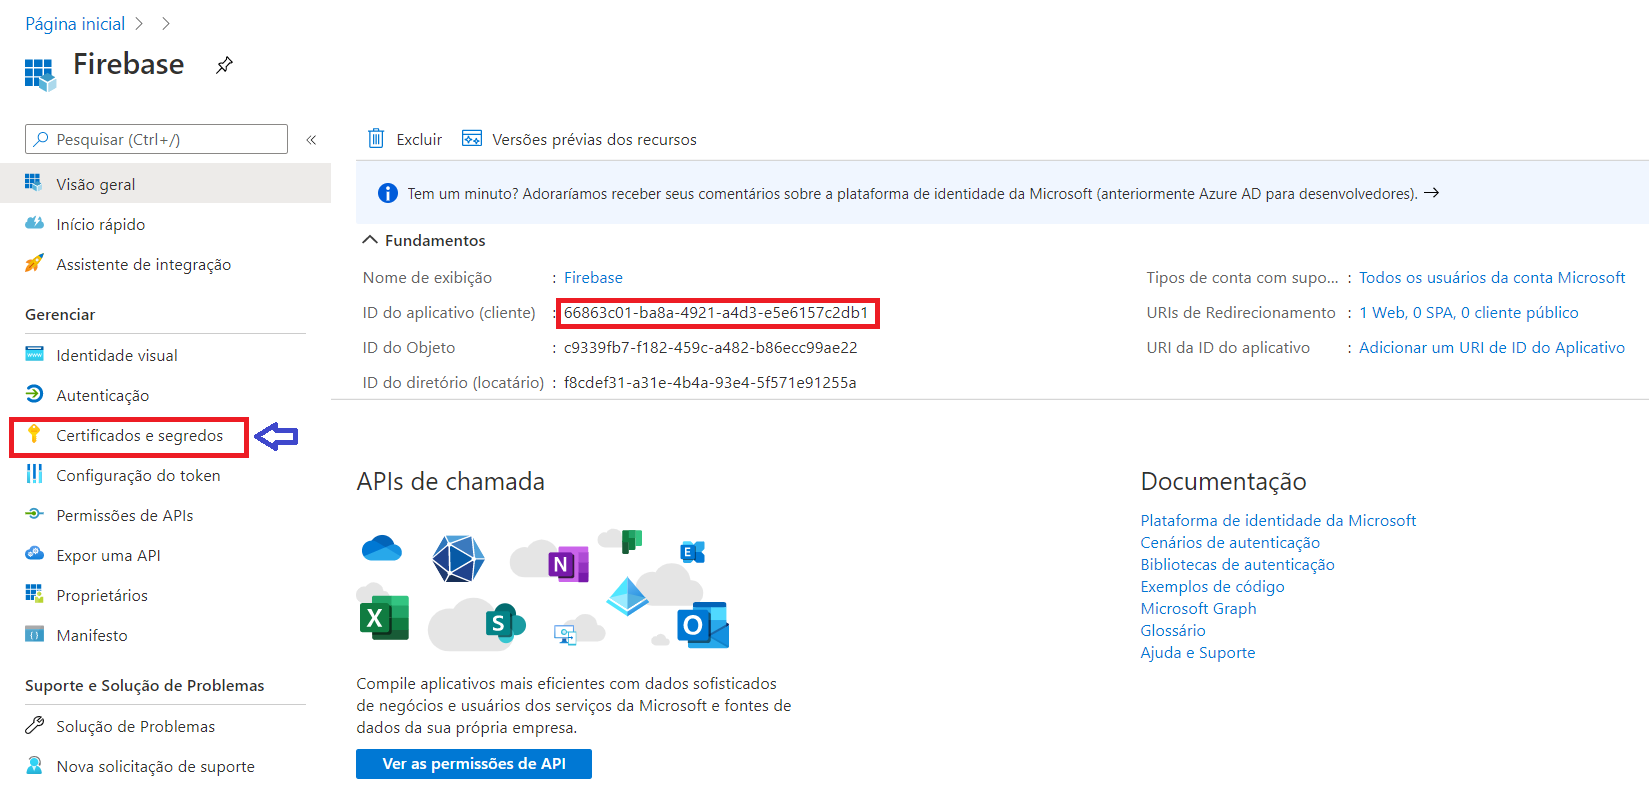 Página inicial
Firebase
Pesquisar (Ctrl+/)
Visão geral
Início rápido
Assistente de integração
Gerenciar
Identidade visual
Autenticação
Certificados e segredos
Configuração do token
Permissões de APIs
Expor uma API
Proprietários
Manifesto
Suporte e Solução de Problemas
Solução de Problemas
Nova solicitação de suporte
Excluir
Versões prévias dos recursos
Tem um minuto? Adoraríamos receber seus comentários sobre a plataforma de identidade da Microsoft (anteriormente Azure AD para desenvolvedores). →
Fundamentos
Nome de exibição : Firebase
ID do aplicativo (cliente) : 66863c01-ba8a-4921-a4d3-e5e6157c2db1
ID do Objeto : c9339fb7-f182-459c-a482-b86ecc99ae22
ID do diretório (locatário) : f8cdef31-a31e-4b4a-93e4-5f571e91255a
Tipos de conta com supo... : Todos os usuários da conta Microsoft
URIs de Redirecionamento : 1 Web, 0 SPA, 0 cliente público
URI da ID do aplicativo : Adicionar um URI de ID do Aplicativo
APIs de chamada
N
E
X
S
O
Compile aplicativos mais eficientes com dados sofisticados
de negócios e usuários dos serviços da Microsoft e fontes de
dados da sua própria empresa.
Ver as permissões de API
Documentação
Plataforma de identidade da Microsoft
Cenários de autenticação
Bibliotecas de autenticação
Exemplos de código
Microsoft Graph
Glossário
Ajuda e Suporte